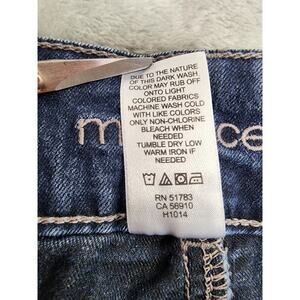 DUE TO THE NATURE
OF THIS DARK WASH
COLOR MAY RUB OFF
ONTO LIGHT
COLORED FABRICS
MACHINE WASH COLD
WITH LIKE COLORS
ONLY NON-CHLORINE
BLEACH WHEN
NEEDED
TUMBLE DRY LOW
WARM IRON IF
NEEDED
RN 51783
CA 56910
H1014